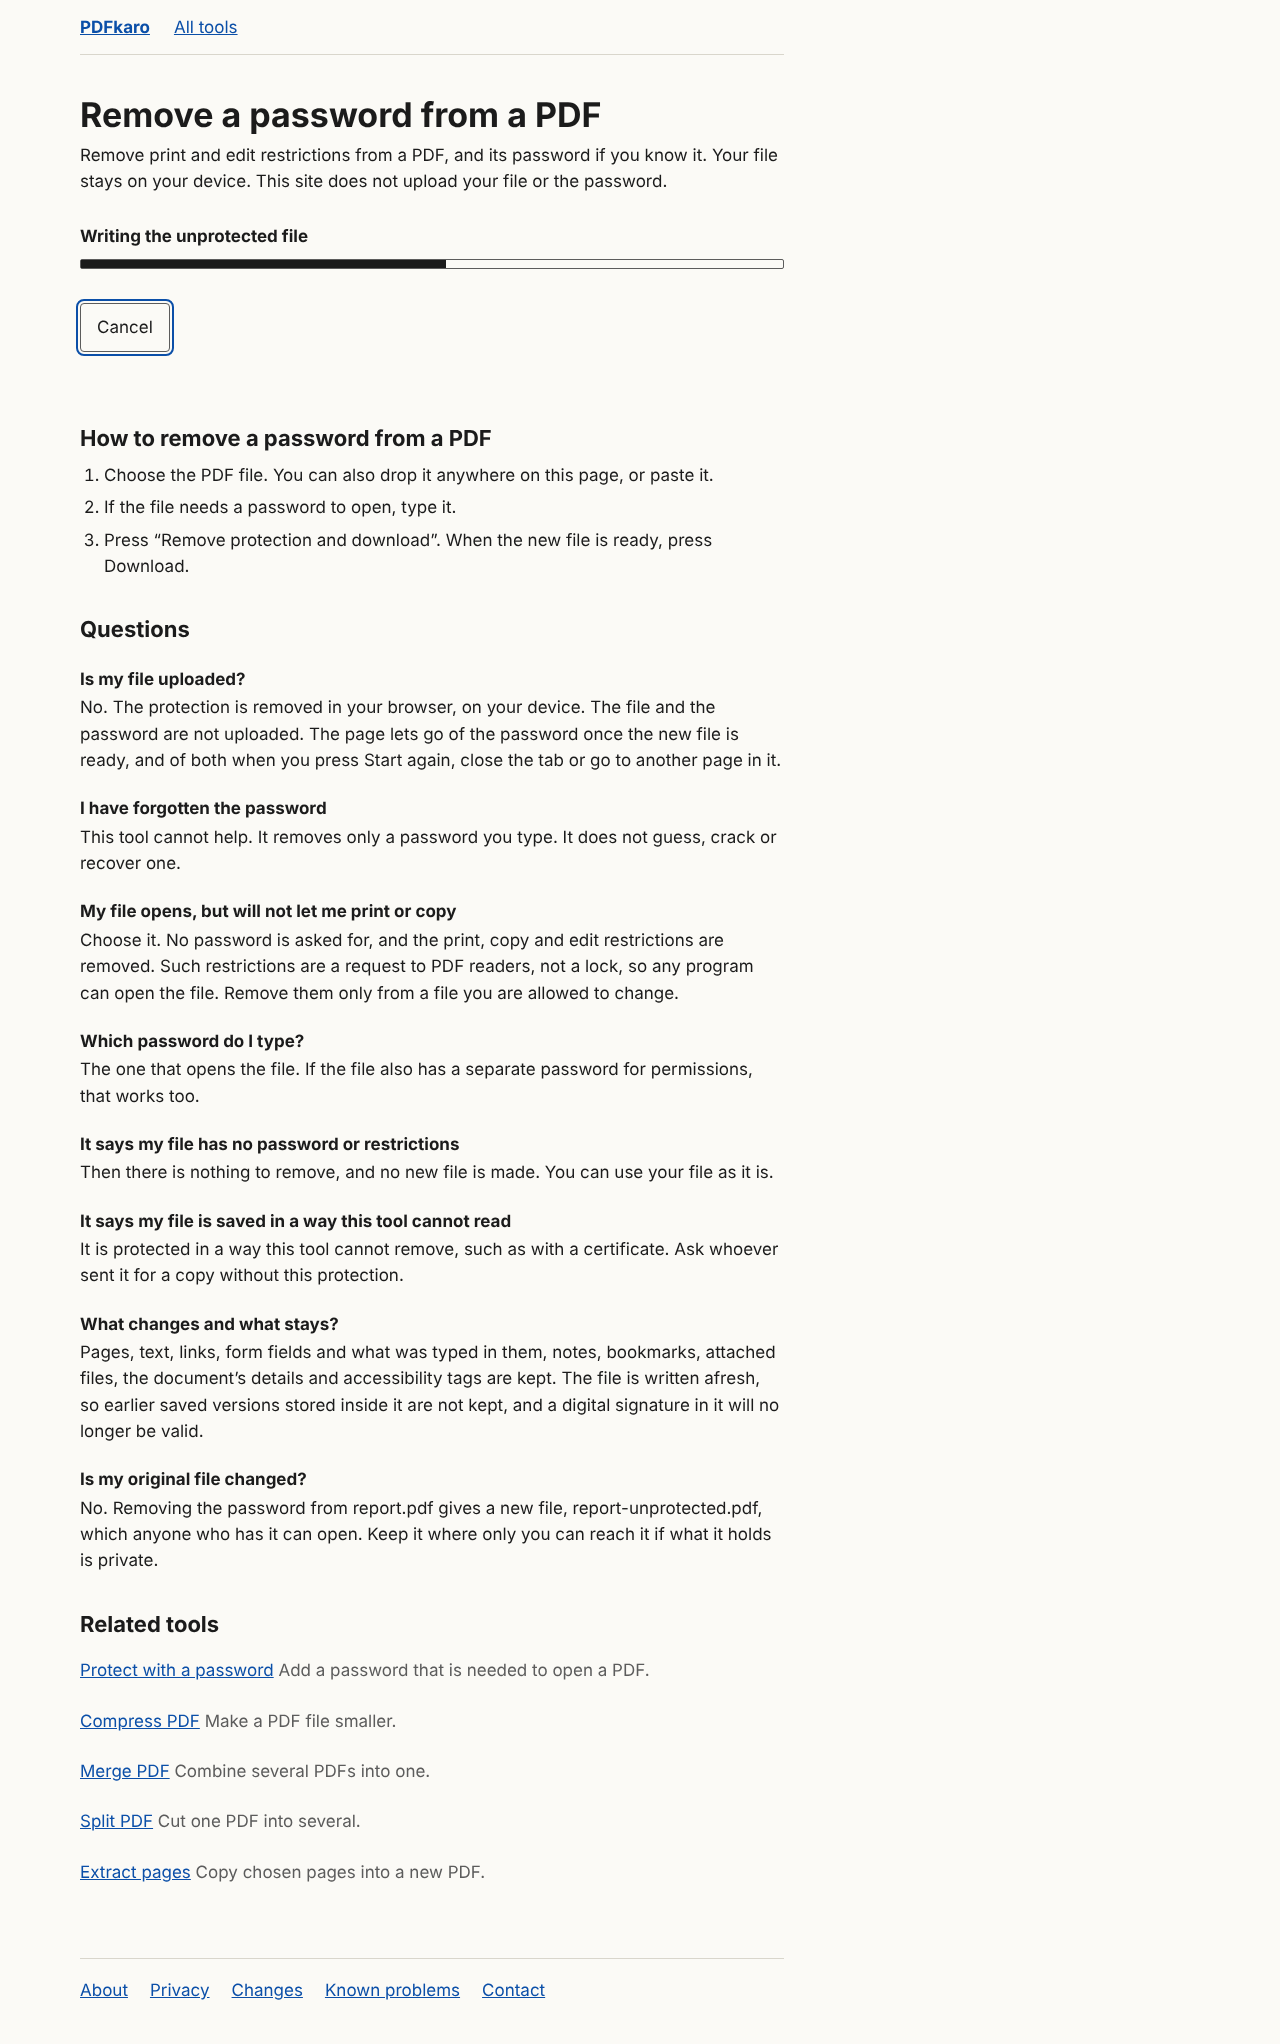 PDFkaro All tools
Remove a password from a PDF
Remove print and edit restrictions from a PDF, and its password if you know it. Your file
stays on your device. This site does not upload your file or the password.
Writing the unprotected file
Cancel
How to remove a password from a PDF
1. Choose the PDF file. You can also drop it anywhere on this page, or paste it.
2. If the file needs a password to open, type it.
3. Press “Remove protection and download”. When the new file is ready, press
Download.
Questions
Is my file uploaded?
No. The protection is removed in your browser, on your device. The file and the
password are not uploaded. The page lets go of the password once the new file is
ready, and of both when you press Start again, close the tab or go to another page in it.
I have forgotten the password
This tool cannot help. It removes only a password you type. It does not guess, crack or
recover one.
My file opens, but will not let me print or copy
Choose it. No password is asked for, and the print, copy and edit restrictions are
removed. Such restrictions are a request to PDF readers, not a lock, so any program
can open the file. Remove them only from a file you are allowed to change.
Which password do I type?
The one that opens the file. If the file also has a separate password for permissions,
that works too.
It says my file has no password or restrictions
Then there is nothing to remove, and no new file is made. You can use your file as it is.
It says my file is saved in a way this tool cannot read
It is protected in a way this tool cannot remove, such as with a certificate. Ask whoever
sent it for a copy without this protection.
What changes and what stays?
Pages, text, links, form fields and what was typed in them, notes, bookmarks, attached
files, the document’s details and accessibility tags are kept. The file is written afresh,
so earlier saved versions stored inside it are not kept, and a digital signature in it will no
longer be valid.
Is my original file changed?
No. Removing the password from report.pdf gives a new file, report-unprotected.pdf,
which anyone who has it can open. Keep it where only you can reach it if what it holds
is private.
Related tools
Protect with a password Add a password that is needed to open a PDF.
Compress PDF Make a PDF file smaller.
Merge PDF Combine several PDFs into one.
Split PDF Cut one PDF into several.
Extract pages Copy chosen pages into a new PDF.
About Privacy Changes Known problems Contact